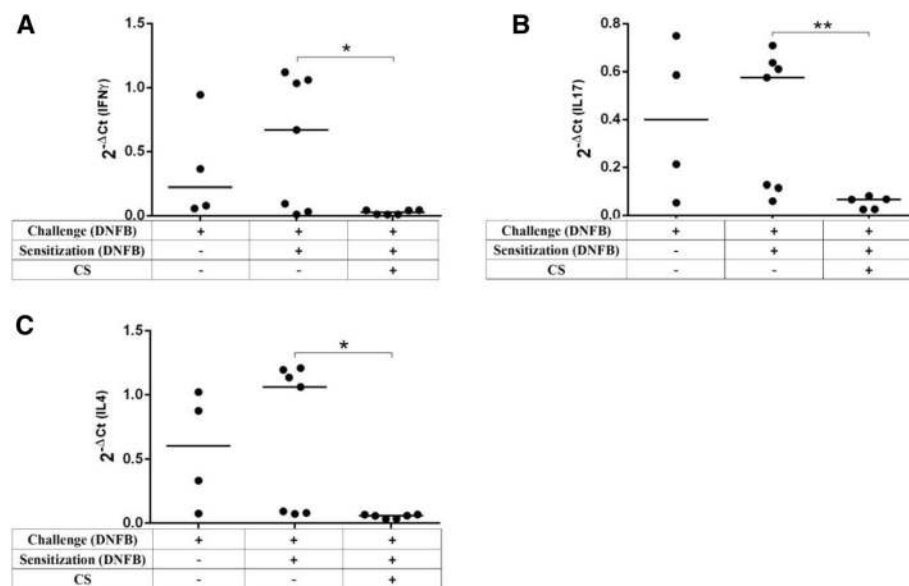 A
2^-ΔCt (IFNγ)
1.5
1.0
0.5
0.0
*
Challenge (DNFB) + + +
Sensitization (DNFB) - + +
CS - - +
B
2^-ΔCt (IL17)
0.8
0.6
0.4
0.2
0.0
**
Challenge (DNFB) + + +
Sensitization (DNFB) - + +
CS - - +
C
2^-ΔCt (IL4)
1.5
1.0
0.5
0.0
*
Challenge (DNFB) + + +
Sensitization (DNFB) - + +
CS - - +